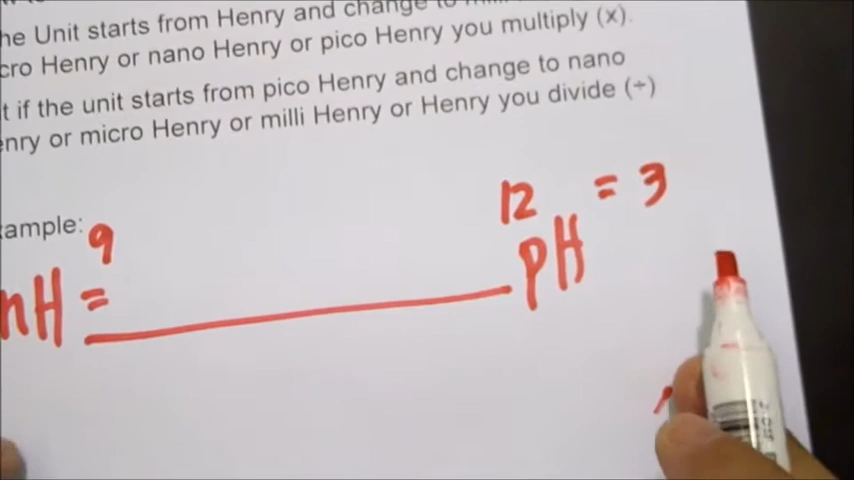 he Unit starts from Henry and change to
cro Henry or nano Henry or pico Henry you multiply (x).
t if the unit starts from pico Henry and change to nano
enry or micro Henry or milli Henry or Henry you divide (÷)
xample:
9 12 = 3
nH = pH